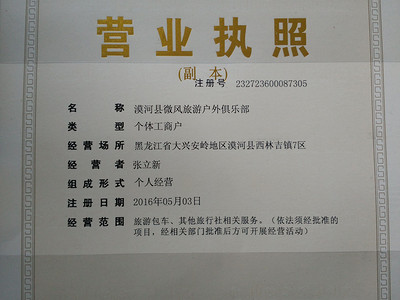 营业执照
(副 本)
注册号 232723600087305
名 称 漠河县微风旅游户外俱乐部
类 型 个体工商户
经营场所 黑龙江省大兴安岭地区漠河县西林吉镇7区
经 营 者 张立新
组成形式 个人经营
注册日期 2016年05月03日
经营范围 旅游包车、其他旅行社相关服务。(依法须经批准的
项目，经相关部门批准后方可开展经营活动)